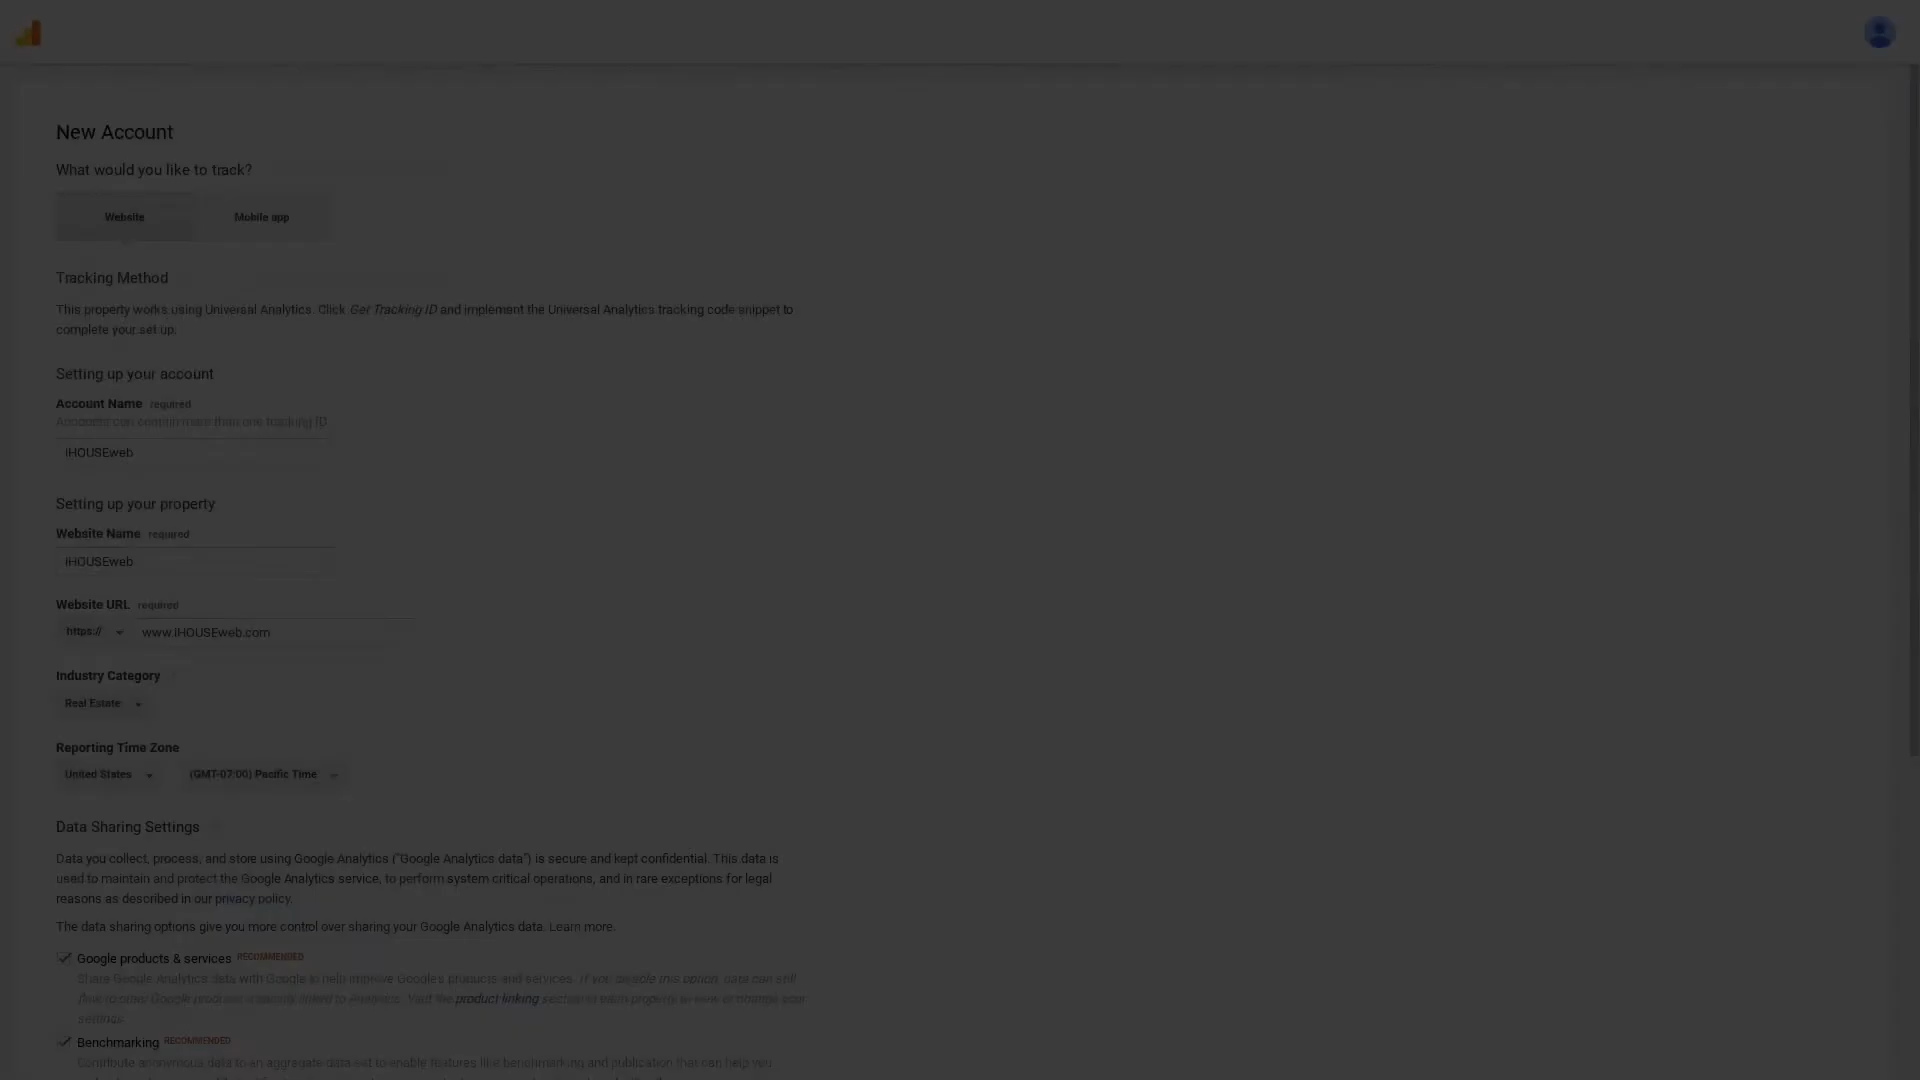 New Account
What would you like to track?
Website
Mobile app
Tracking Method
This property works using Universal Analytics. Click Get Tracking ID and implement the Universal Analytics tracking code snippet to
complete your set up.
Setting up your account
Account Name required
Accounts can contain more than one tracking ID
iHOUSEweb
Setting up your property
Website Name required
iHOUSEweb
Website URL required
https:// www.iHOUSEweb.com
Industry Category
Real Estate
Reporting Time Zone
United States (GMT-07:00) Pacific Time
Data Sharing Settings
Data you collect, process, and store using Google Analytics ("Google Analytics data") is secure and kept confidential. This data is
used to maintain and protect the Google Analytics service, to perform system critical operations, and in rare exceptions for legal
reasons as described in our privacy policy.
The data sharing options give you more control over sharing your Google Analytics data. Learn more.
Google products & services RECOMMENDED
Share Google Analytics data with Google to help improve Google's products and services. If you disable this option, data can still
flow to other Google products explicitly linked to Analytics. Visit the product linking section in each property to view or change your
settings.
Benchmarking RECOMMENDED
Contribute anonymous data to an aggregate data set to enable features like benchmarking and publication that can help you